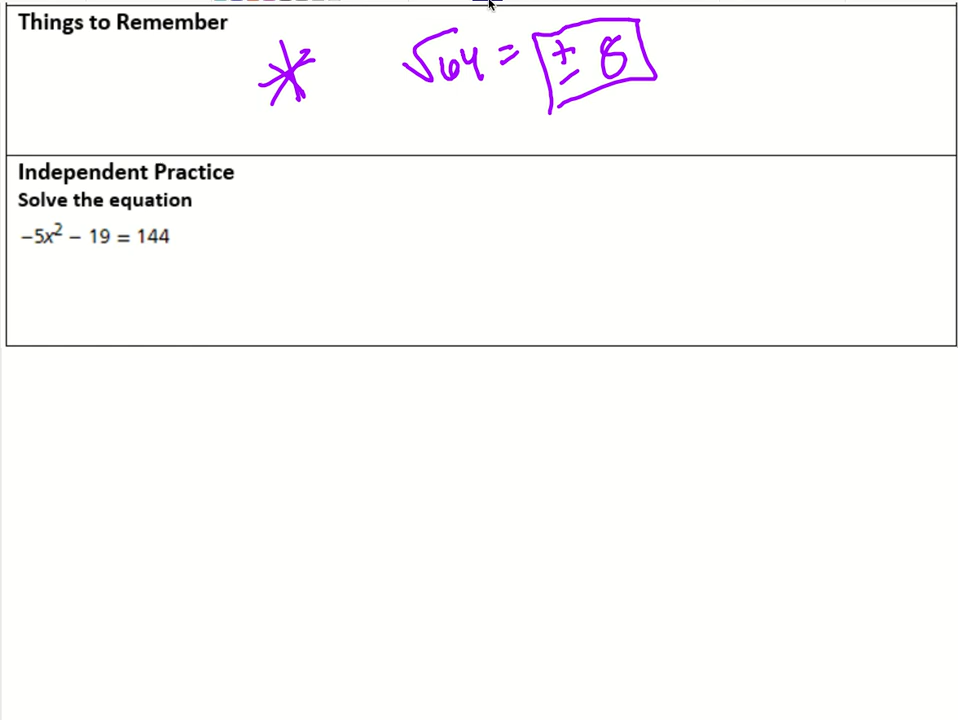 Things to Remember
* √64 = ± 8
Independent Practice
Solve the equation
−5x² − 19 = 144